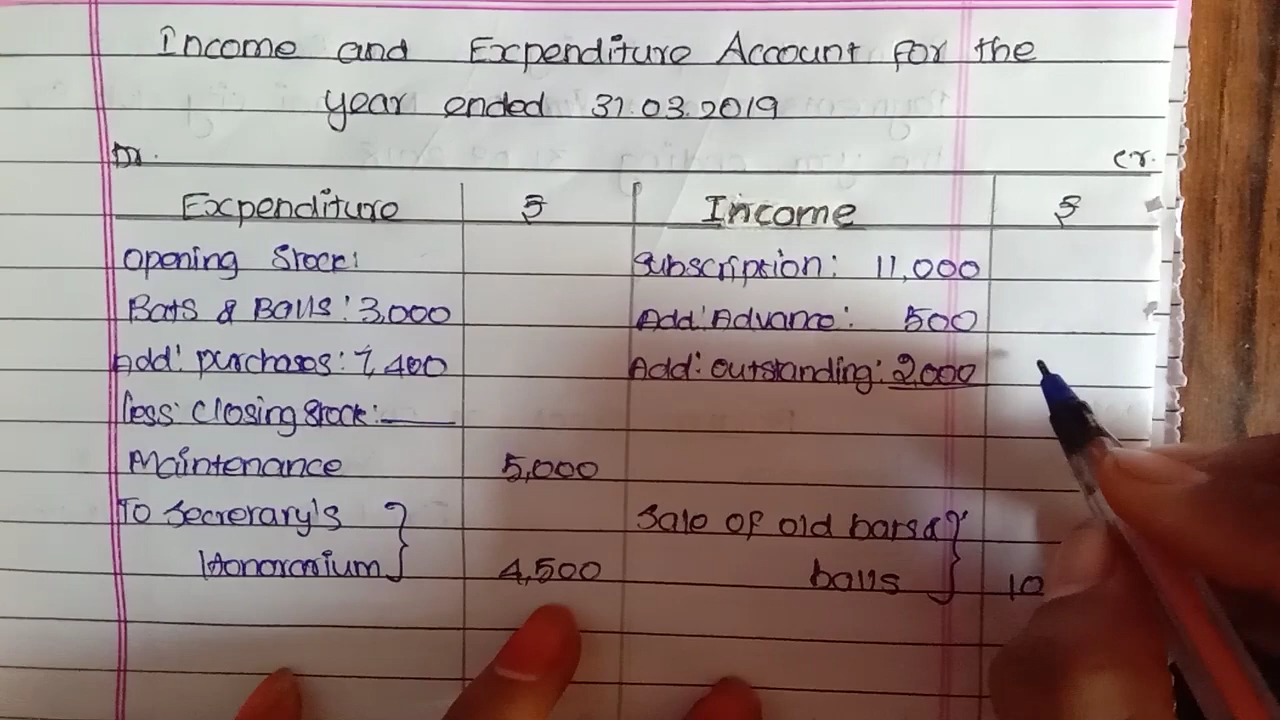 Income and Expenditure Account for the
year ended 31.03.2019
Dr. Cr.
Expenditure ₹ Income ₹
Opening Stock: Subscription: 11,000
Bats & Balls: 3,000 Add: Advance: 500
Add: purchases: 7,400 Add: outstanding: 2,000
less: Closing Stock: —
Maintenance 5,000
To Secrerary's Sale of old bats &
Honorarium 4,500 balls 10